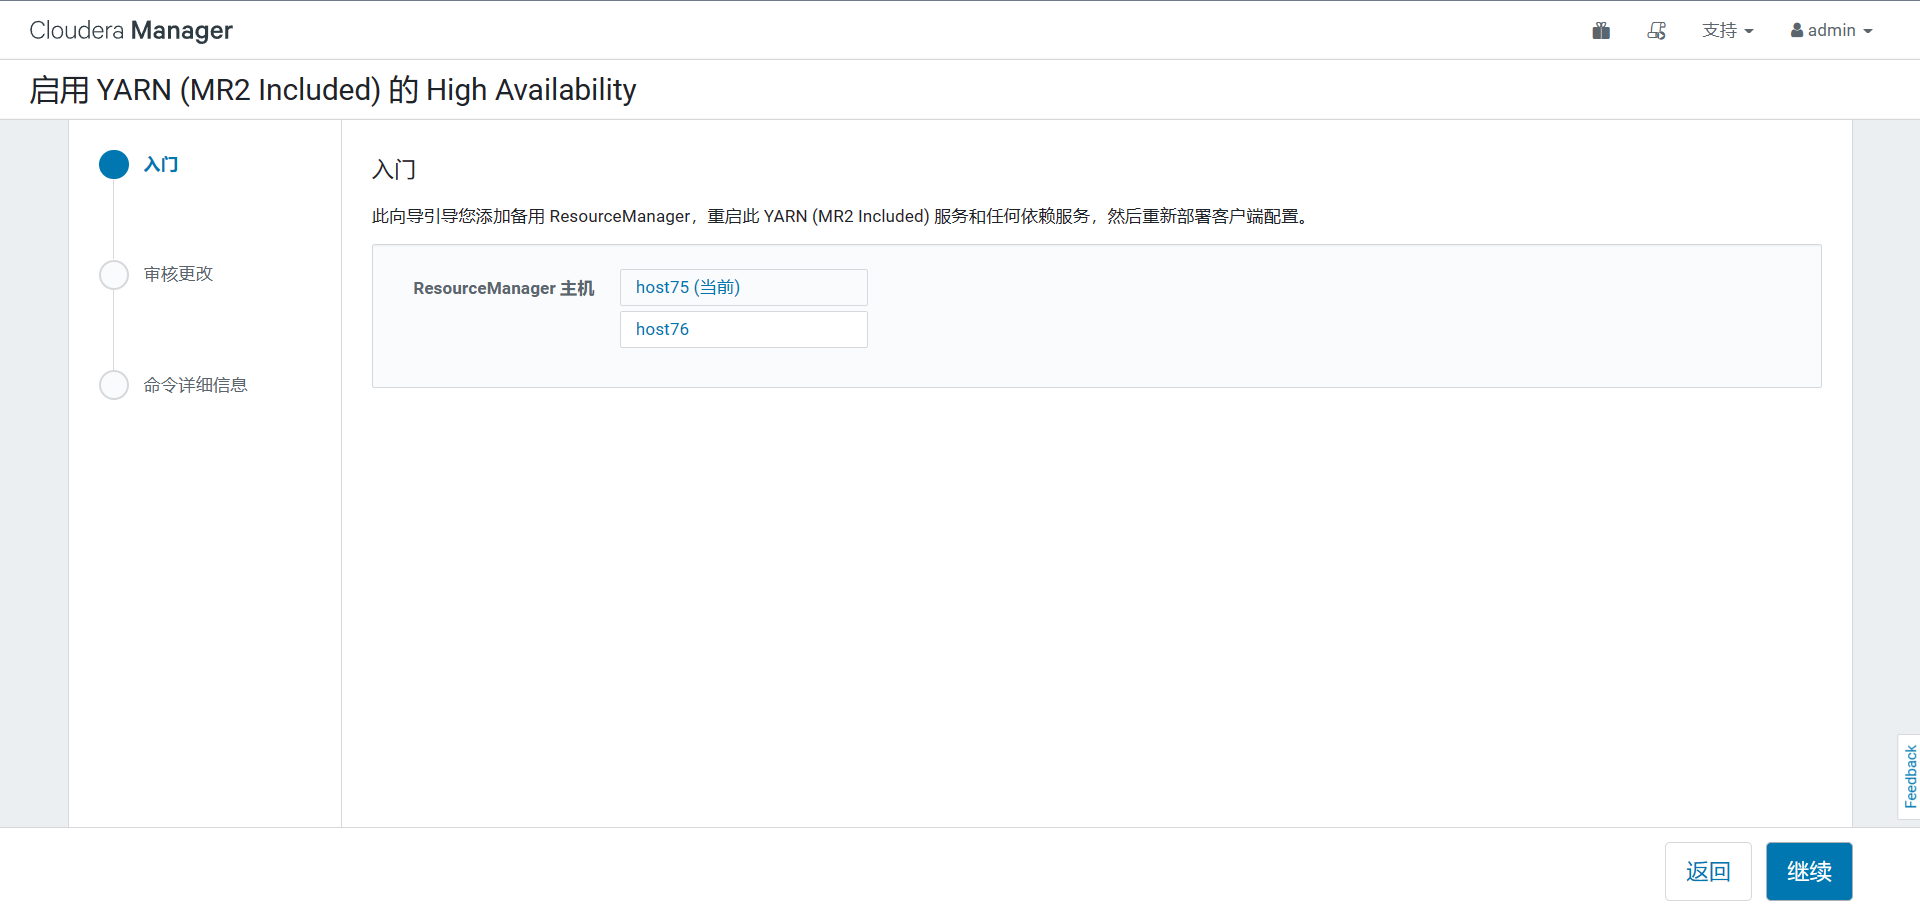 Cloudera Manager
支持
admin
启用 YARN (MR2 Included) 的 High Availability
入门
审核更改
命令详细信息
入门
此向导引导您添加备用 ResourceManager，重启此 YARN (MR2 Included) 服务和任何依赖服务，然后重新部署客户端配置。
ResourceManager 主机
host75 (当前)
host76
Feedback
返回
继续